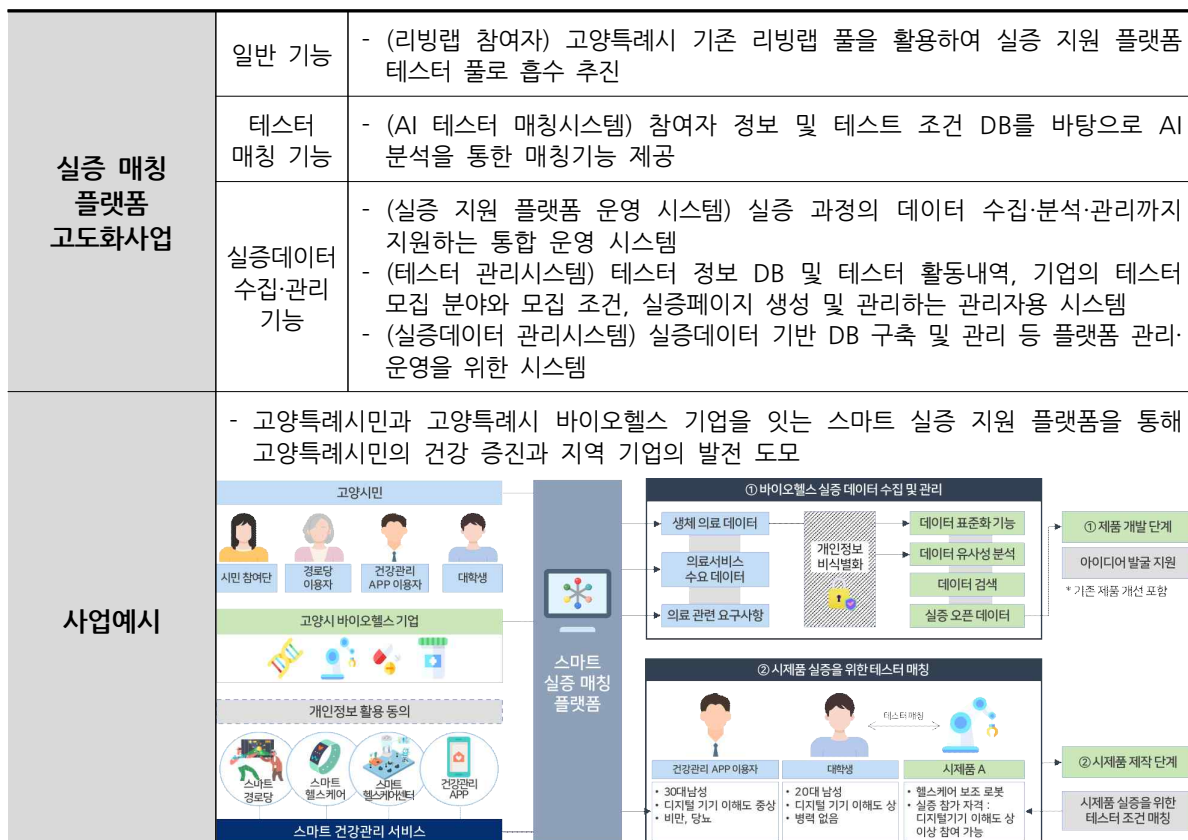 실증 매칭
플랫폼
고도화사업
일반 기능
- (리빙랩 참여자) 고양특례시 기존 리빙랩 풀을 활용하여 실증 지원 플랫폼
테스터 풀로 흡수 추진
테스터
매칭 기능
- (AI 테스터 매칭시스템) 참여자 정보 및 테스트 조건 DB를 바탕으로 AI
분석을 통한 매칭기능 제공
실증데이터
수집·관리
기능
- (실증 지원 플랫폼 운영 시스템) 실증 과정의 데이터 수집·분석·관리까지
지원하는 통합 운영 시스템
- (테스터 관리시스템) 테스터 정보 DB 및 테스터 활동내역, 기업의 테스터
모집 분야와 모집 조건, 실증페이지 생성 및 관리하는 관리자용 시스템
- (실증데이터 관리시스템) 실증데이터 기반 DB 구축 및 관리 등 플랫폼 관리·
운영을 위한 시스템
사업예시
- 고양특례시민과 고양특례시 바이오헬스 기업을 잇는 스마트 실증 지원 플랫폼을 통해
고양특례시민의 건강 증진과 지역 기업의 발전 도모
고양시민
시민 참여단
경로당
이용자
건강관리
APP 이용자
대학생
고양시 바이오헬스 기업
개인정보 활용 동의
스마트
경로당
스마트
헬스케어
스마트
헬스케어센터
건강관리
APP
스마트 건강관리 서비스
스마트
실증 매칭
플랫폼
① 바이오헬스 실증 데이터 수집 및 관리
생체 의료 데이터
의료서비스
수요 데이터
의료 관련 요구사항
개인정보
비식별화
데이터 표준화 기능
데이터 유사성 분석
데이터 검색
실증 오픈 데이터
① 제품 개발 단계
아이디어 발굴 지원
* 기존 제품 개선 포함
② 시제품 실증을 위한 테스터 매칭
테스터 매칭
건강관리 APP 이용자
• 30대남성
• 디지털 기기 이해도 중상
• 비만, 당뇨
대학생
• 20대 남성
• 디지털 기기 이해도 상
• 병력 없음
시제품 A
• 헬스케어 보조 로봇
• 실증 참가 자격 :
디지털기기 이해도 상
이상 참여 가능
② 시제품 제작 단계
시제품 실증을 위한
테스터 조건 매칭